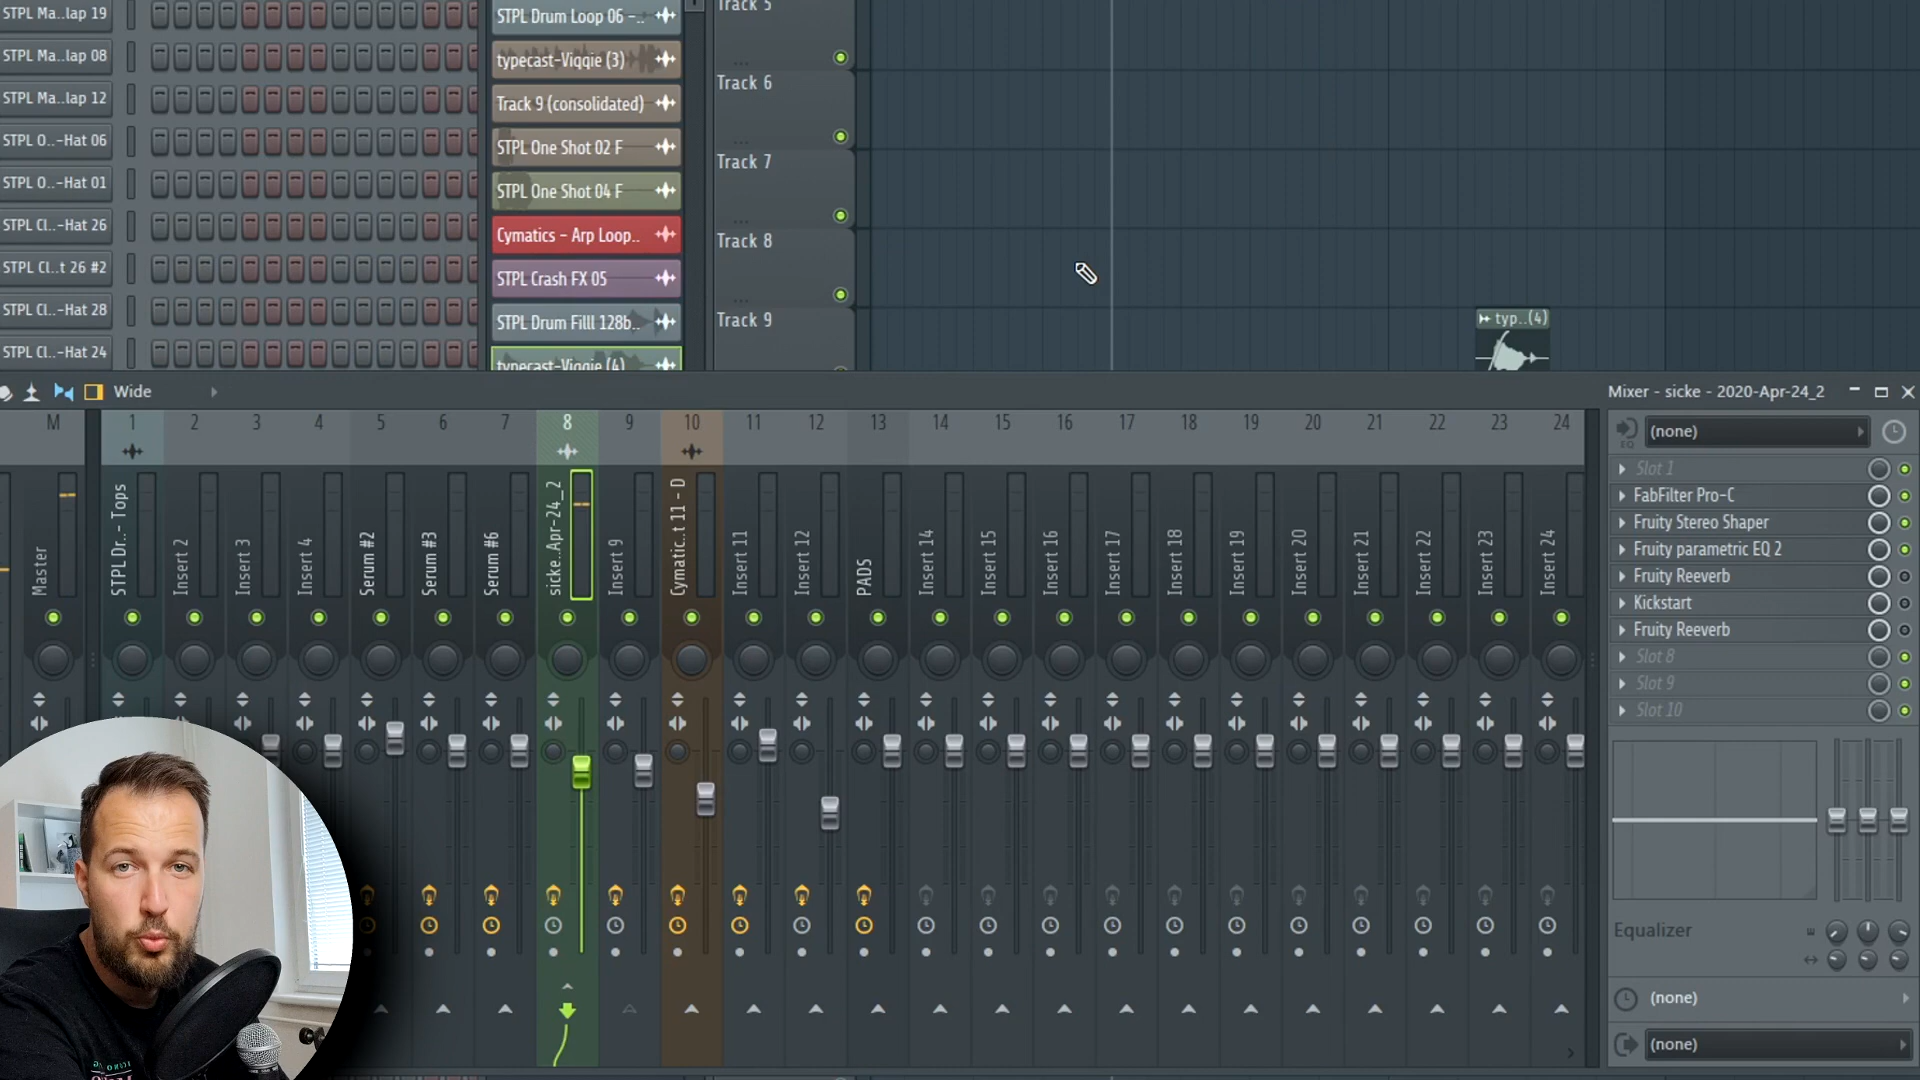 STPL Ma..lap 19
STPL Ma..lap 08
STPL Ma..lap 12
STPL O..-Hat 06
STPL O..-Hat 01
STPL Cl..-Hat 26
STPL Cl..t 26 #2
STPL Cl..-Hat 28
STPL Cl..-Hat 24
STPL Drum Loop 06 -..
typecast-Viqqie (3)
Track 9 (consolidated)
STPL One Shot 02 F
STPL One Shot 04 F
Cymatics - Arp Loop..
STPL Crash FX 05
STPL Drum Filll 128b..
typecast-Viqqie (4)
Track 5
...
Track 6
...
Track 7
...
Track 8
...
Track 9
typ..(4)
Wide
Mixer - sicke - 2020-Apr-24_2
M 1 2 3 4 5 6 7 8 9 10 11 12 13 14 15 16 17 18 19 20 21 22 23 24
Master
STPL Dr..- Tops
Insert 2
Insert 3
Insert 4
Serum #2
Serum #3
Serum #6
sicke..Apr-24_2
Insert 9
Cymatic..t 11 - D
Insert 11
Insert 12
PADS
Insert 14
Insert 15
Insert 16
Insert 17
Insert 18
Insert 19
Insert 20
Insert 21
Insert 22
Insert 23
Insert 24
EQ
(none)
Slot 1
FabFilter Pro-C
Fruity Stereo Shaper
Fruity parametric EQ 2
Fruity Reeverb
Kickstart
Fruity Reeverb
Slot 8
Slot 9
Slot 10
Equalizer
(none)
(none)